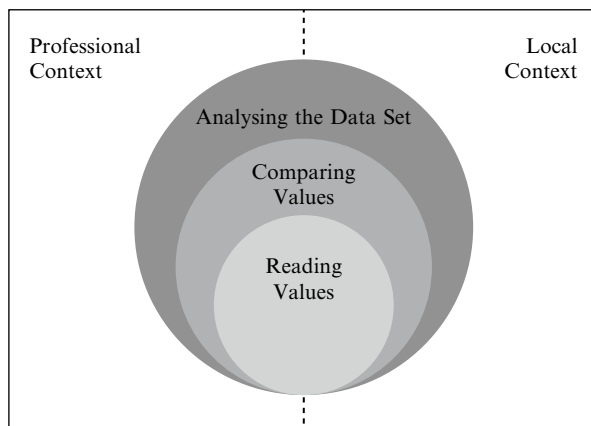 Professional
Context
Local
Context
Analysing the Data Set
Comparing
Values
Reading
Values